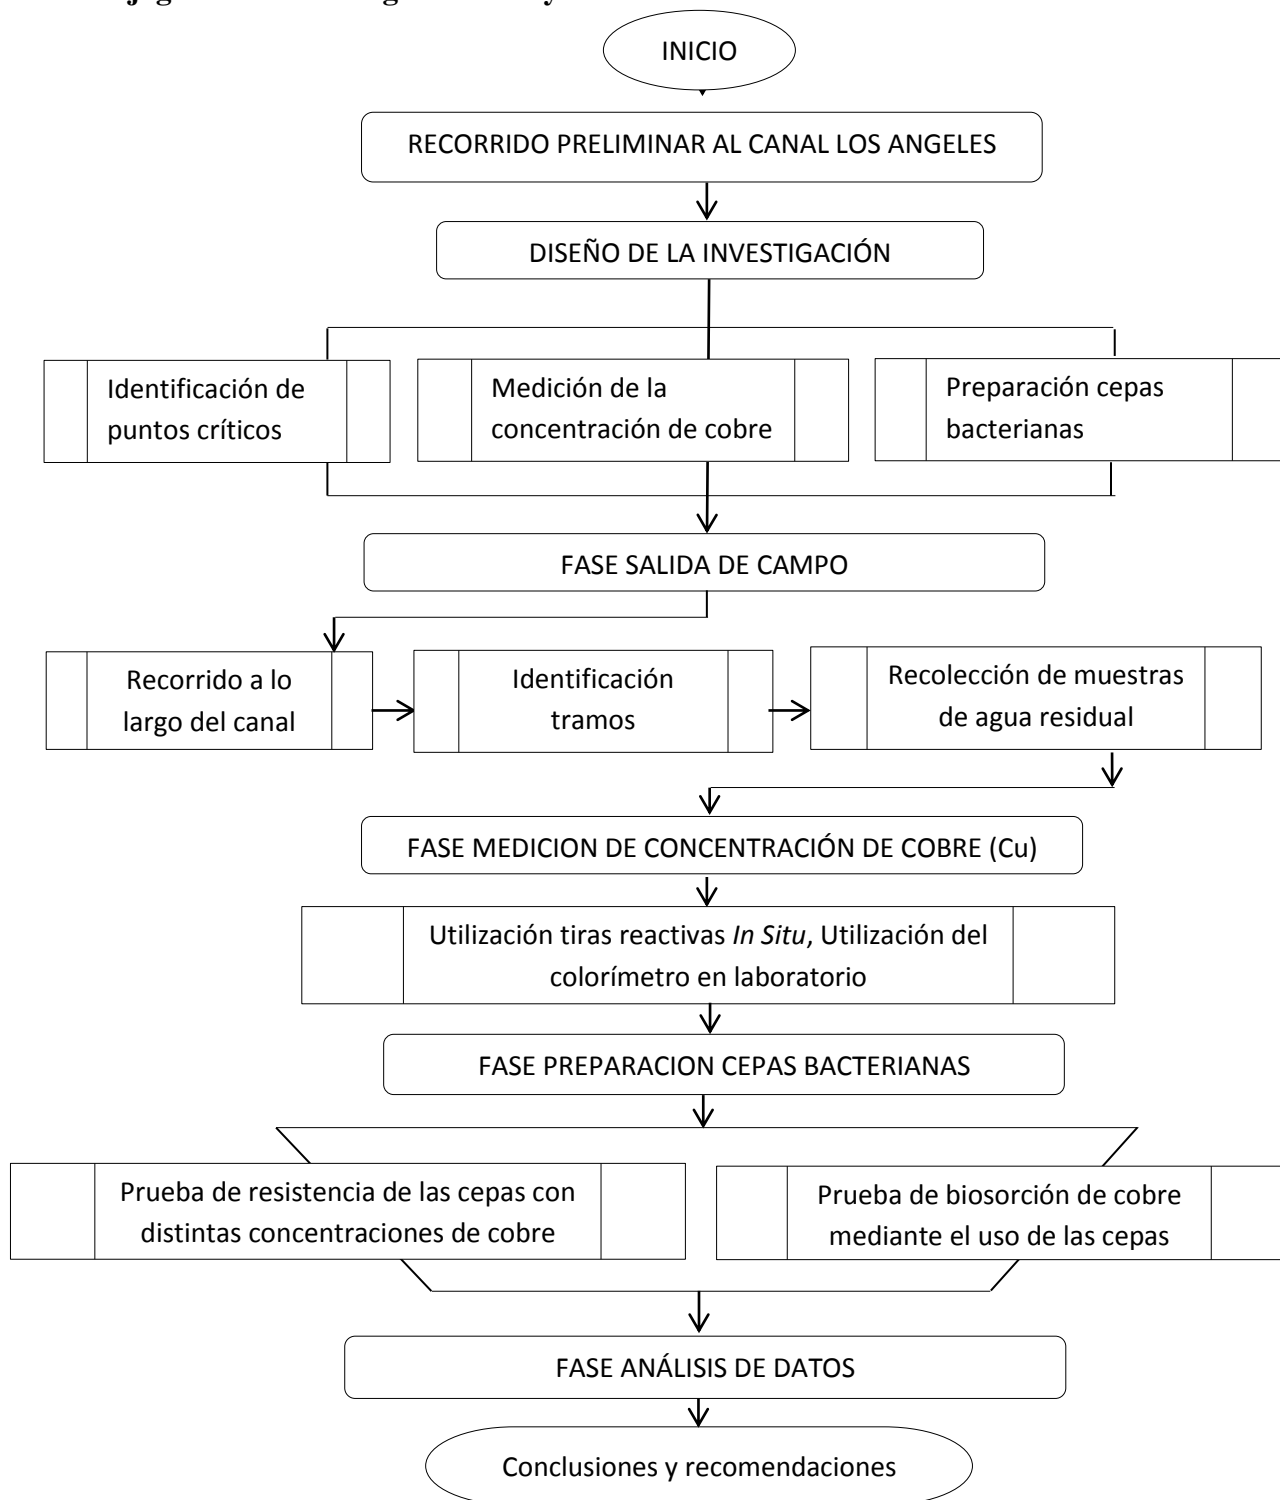 INICIO
RECORRIDO PRELIMINAR AL CANAL LOS ANGELES
DISEÑO DE LA INVESTIGACIÓN
Identificación de
puntos críticos
Medición de la
concentración de cobre
Preparación cepas
bacterianas
FASE SALIDA DE CAMPO
Recorrido a lo
largo del canal
Identificación
tramos
Recolección de muestras
de agua residual
FASE MEDICION DE CONCENTRACIÓN DE COBRE (Cu)
Utilización tiras reactivas In Situ, Utilización del
colorímetro en laboratorio
FASE PREPARACION CEPAS BACTERIANAS
Prueba de resistencia de las cepas con
distintas concentraciones de cobre
Prueba de biosorción de cobre
mediante el uso de las cepas
FASE ANÁLISIS DE DATOS
Conclusiones y recomendaciones